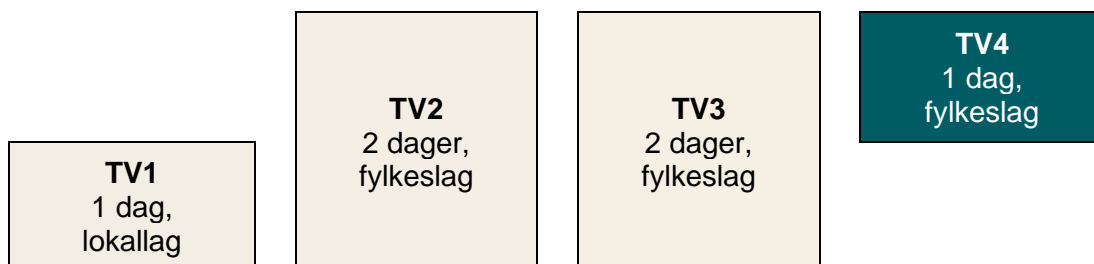 TV1
1 dag,
lokallag
TV2
2 dager,
fylkeslag
TV3
2 dager,
fylkeslag
TV4
1 dag,
fylkeslag